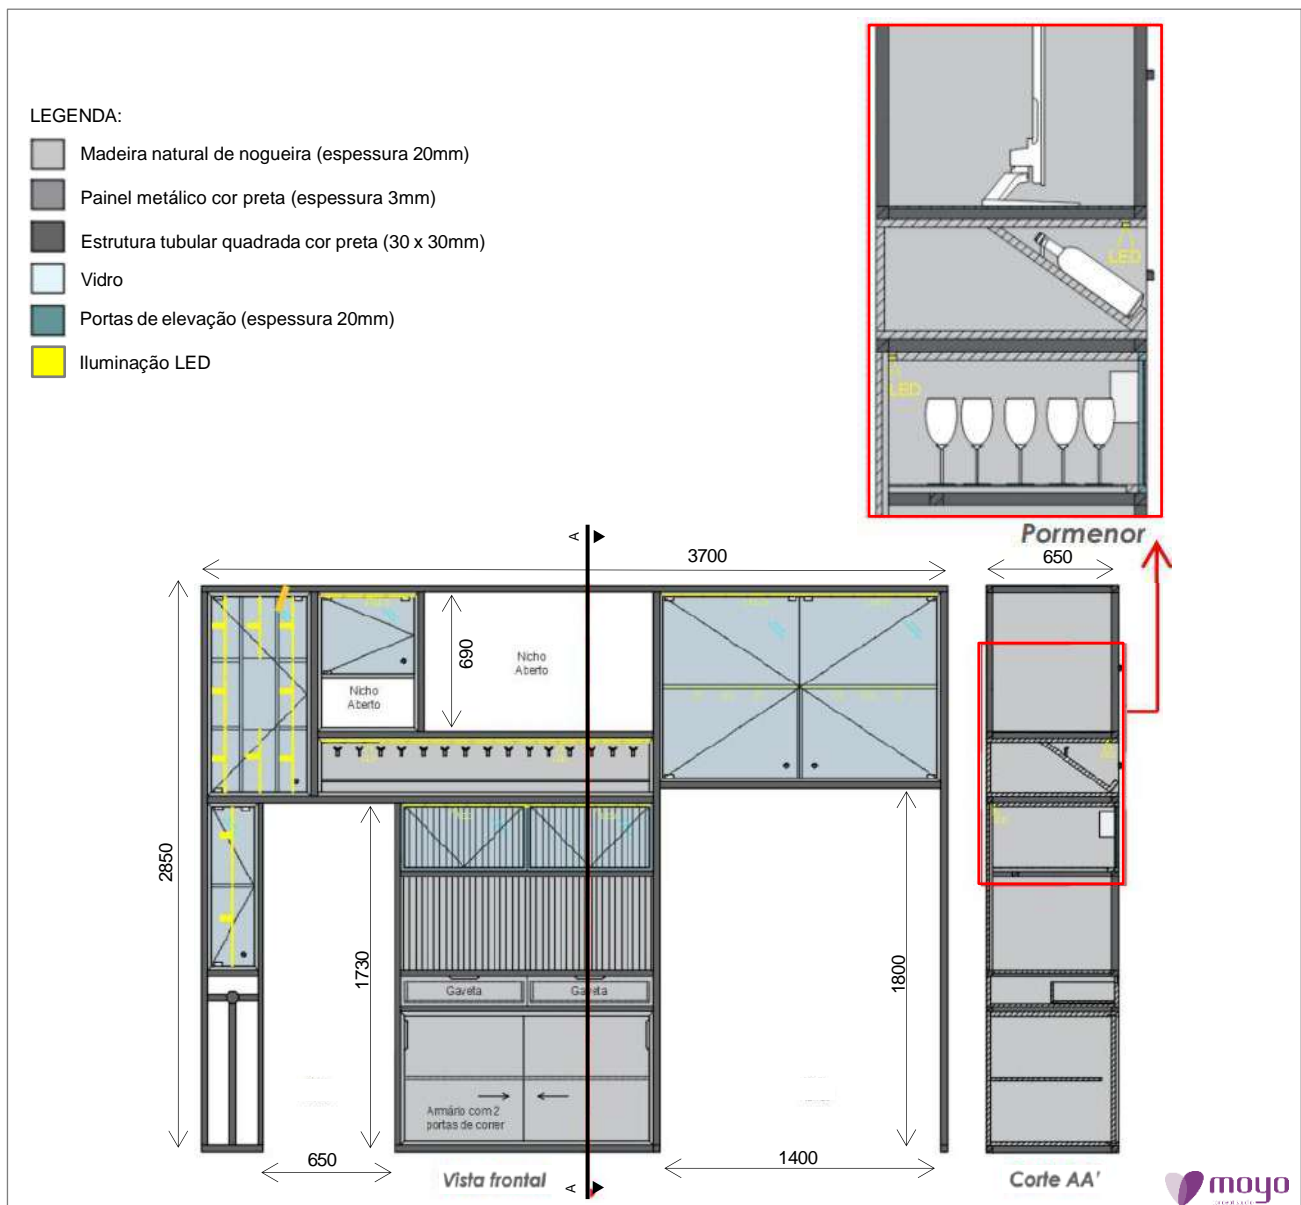 LEGENDA:
Madeira natural de nogueira (espessura 20mm)
Painel metálico cor preta (espessura 3mm)
Estrutura tubular quadrada cor preta (30 x 30mm)
Vidro
Portas de elevação (espessura 20mm)
Iluminação LED
LED
LED
Pormenor
A
3700
650
690
Nicho
Aberto
Nicho
Aberto
2850
1730
1800
Gaveta
Gaveta
Armário com 2
portas de correr
650
1400
Vista frontal
A
Corte AA'
moyo